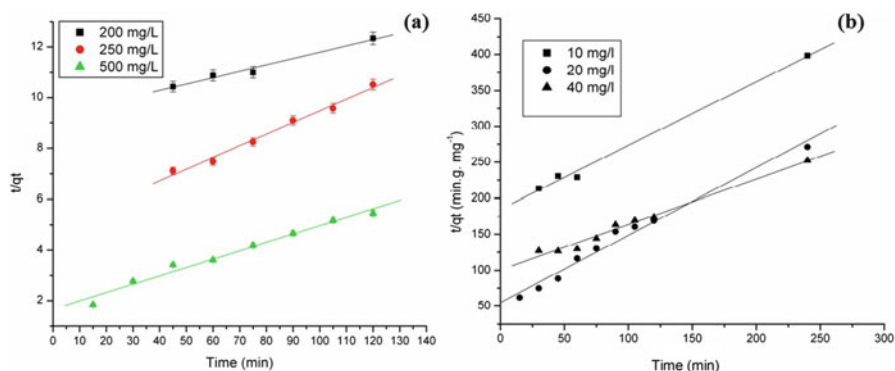 (a)
200 mg/L
250 mg/L
500 mg/L
12
10
8
6
4
2
t/qt
0 10 20 30 40 50 60 70 80 90 100 110 120 130 140
Time (min)
(b)
10 mg/l
20 mg/l
40 mg/l
450
400
350
300
250
200
150
100
50
t/qt (min.g. mg⁻¹)
0 50 100 150 200 250 300
Time (min)